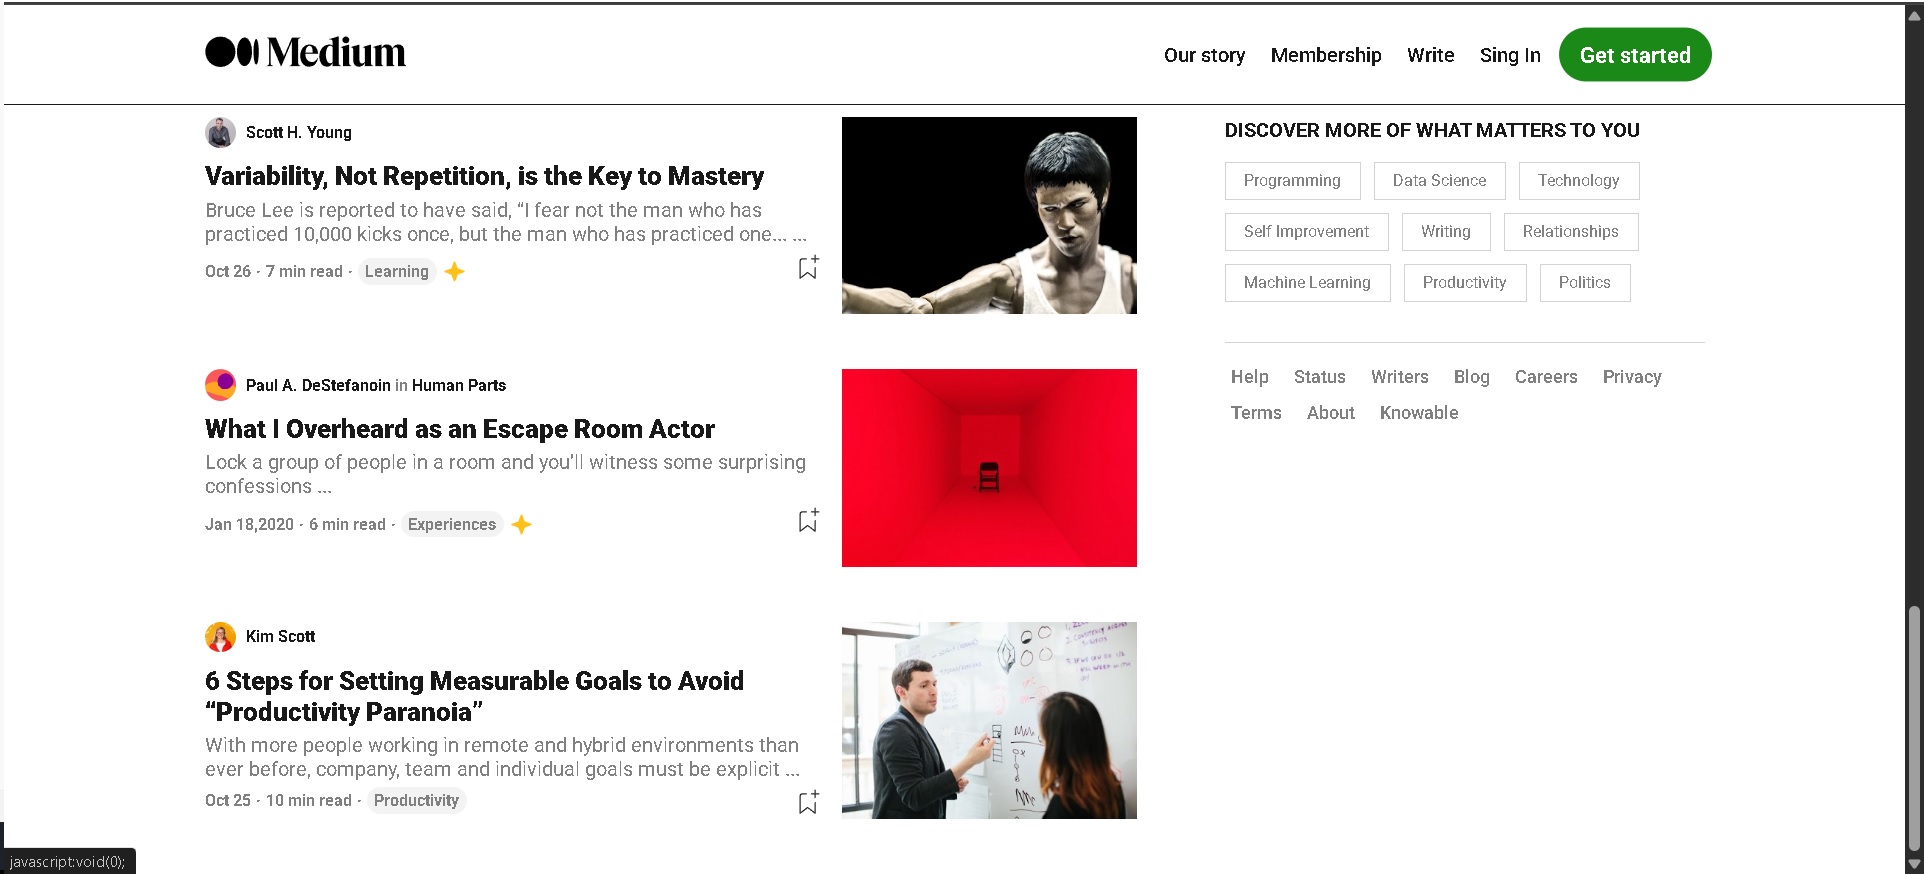 Medium
Our story Membership Write Sing In Get started
Scott H. Young
Variability, Not Repetition, is the Key to Mastery
Bruce Lee is reported to have said, “I fear not the man who has
practiced 10,000 kicks once, but the man who has practiced one... ...
Oct 26 · 7 min read · Learning
Paul A. DeStefanoin in Human Parts
What I Overheard as an Escape Room Actor
Lock a group of people in a room and you'll witness some surprising
confessions ...
Jan 18,2020 · 6 min read · Experiences
Kim Scott
6 Steps for Setting Measurable Goals to Avoid
“Productivity Paranoia”
With more people working in remote and hybrid environments than
ever before, company, team and individual goals must be explicit ...
Oct 25 · 10 min read · Productivity
DISCOVER MORE OF WHAT MATTERS TO YOU
Programming Data Science Technology
Self Improvement Writing Relationships
Machine Learning Productivity Politics
Help Status Writers Blog Careers Privacy
Terms About Knowable
javascript:void(0);